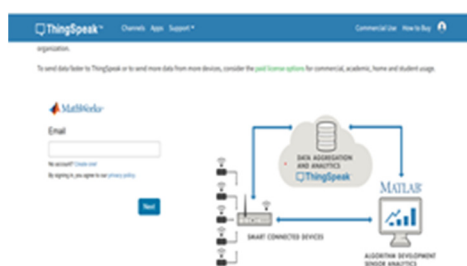 ThingSpeak™ Channels Apps Support Commercial Use How to Buy
organization.
To send data faster to ThingSpeak or to send more data from more devices, consider the paid license options for commercial, academic, home and student usage.
MathWorks
Email
No account? Create one!
By signing in, you agree to our privacy policy.
Next
DATA AGGREGATION
AND ANALYTICS
ThingSpeak
MATLAB
SMART CONNECTED DEVICES
ALGORITHM DEVELOPMENT
SENSOR ANALYTICS